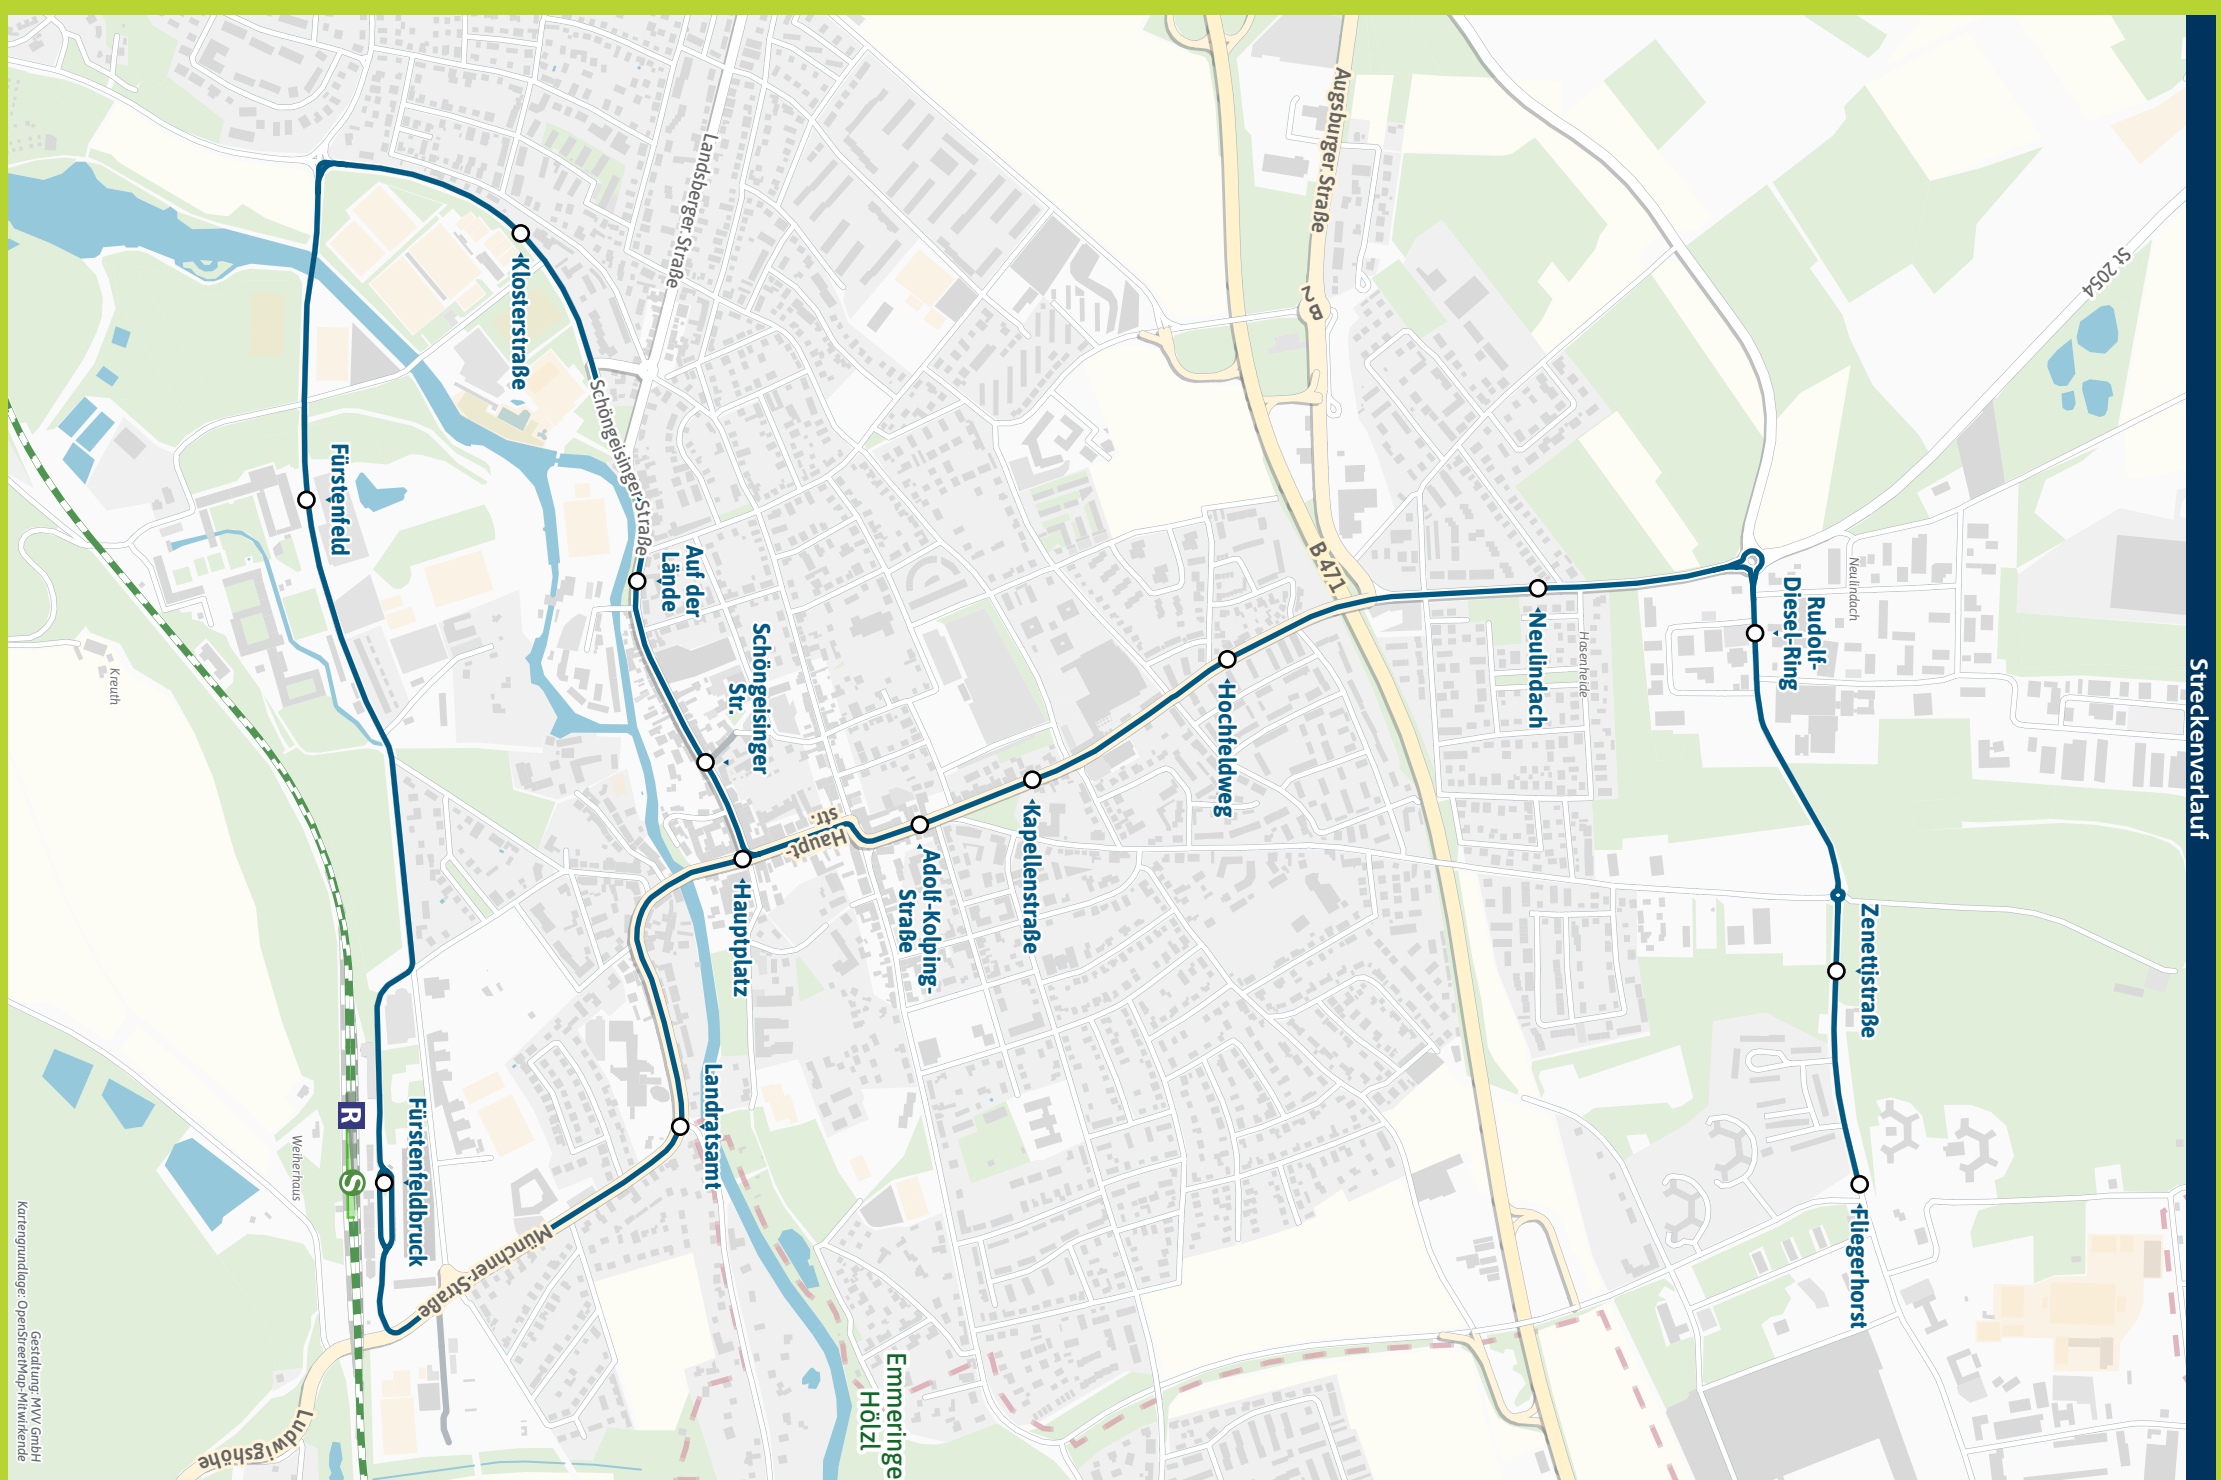 Streckenverlauf
St 2054
Neulindach
Rudolf-
Diesel-Ring
Zenettistraße
Fliegerhorst
Hasenheide
Neulindach
Augsburger Straße
B 2
B 471
Hochfeldweg
Kapellenstraße
Adolf-Kolping-
Straße
Haupt-
str.
Hauptplatz
Schöngeisinger
Str.
Auf der
Lände
Landsberger Straße
Schöngeisinger Straße
Klosterstraße
Fürstenfeld
Landratsamt
Fürstenfeldbruck
Münchner Straße
R
S
Emmeringe
Hölzl
Kreuth
Weiherhaus
Ludwigshöhe
Gestaltung: MVV GmbH
Kartengrundlage: OpenStreetMap-Mitwirkende